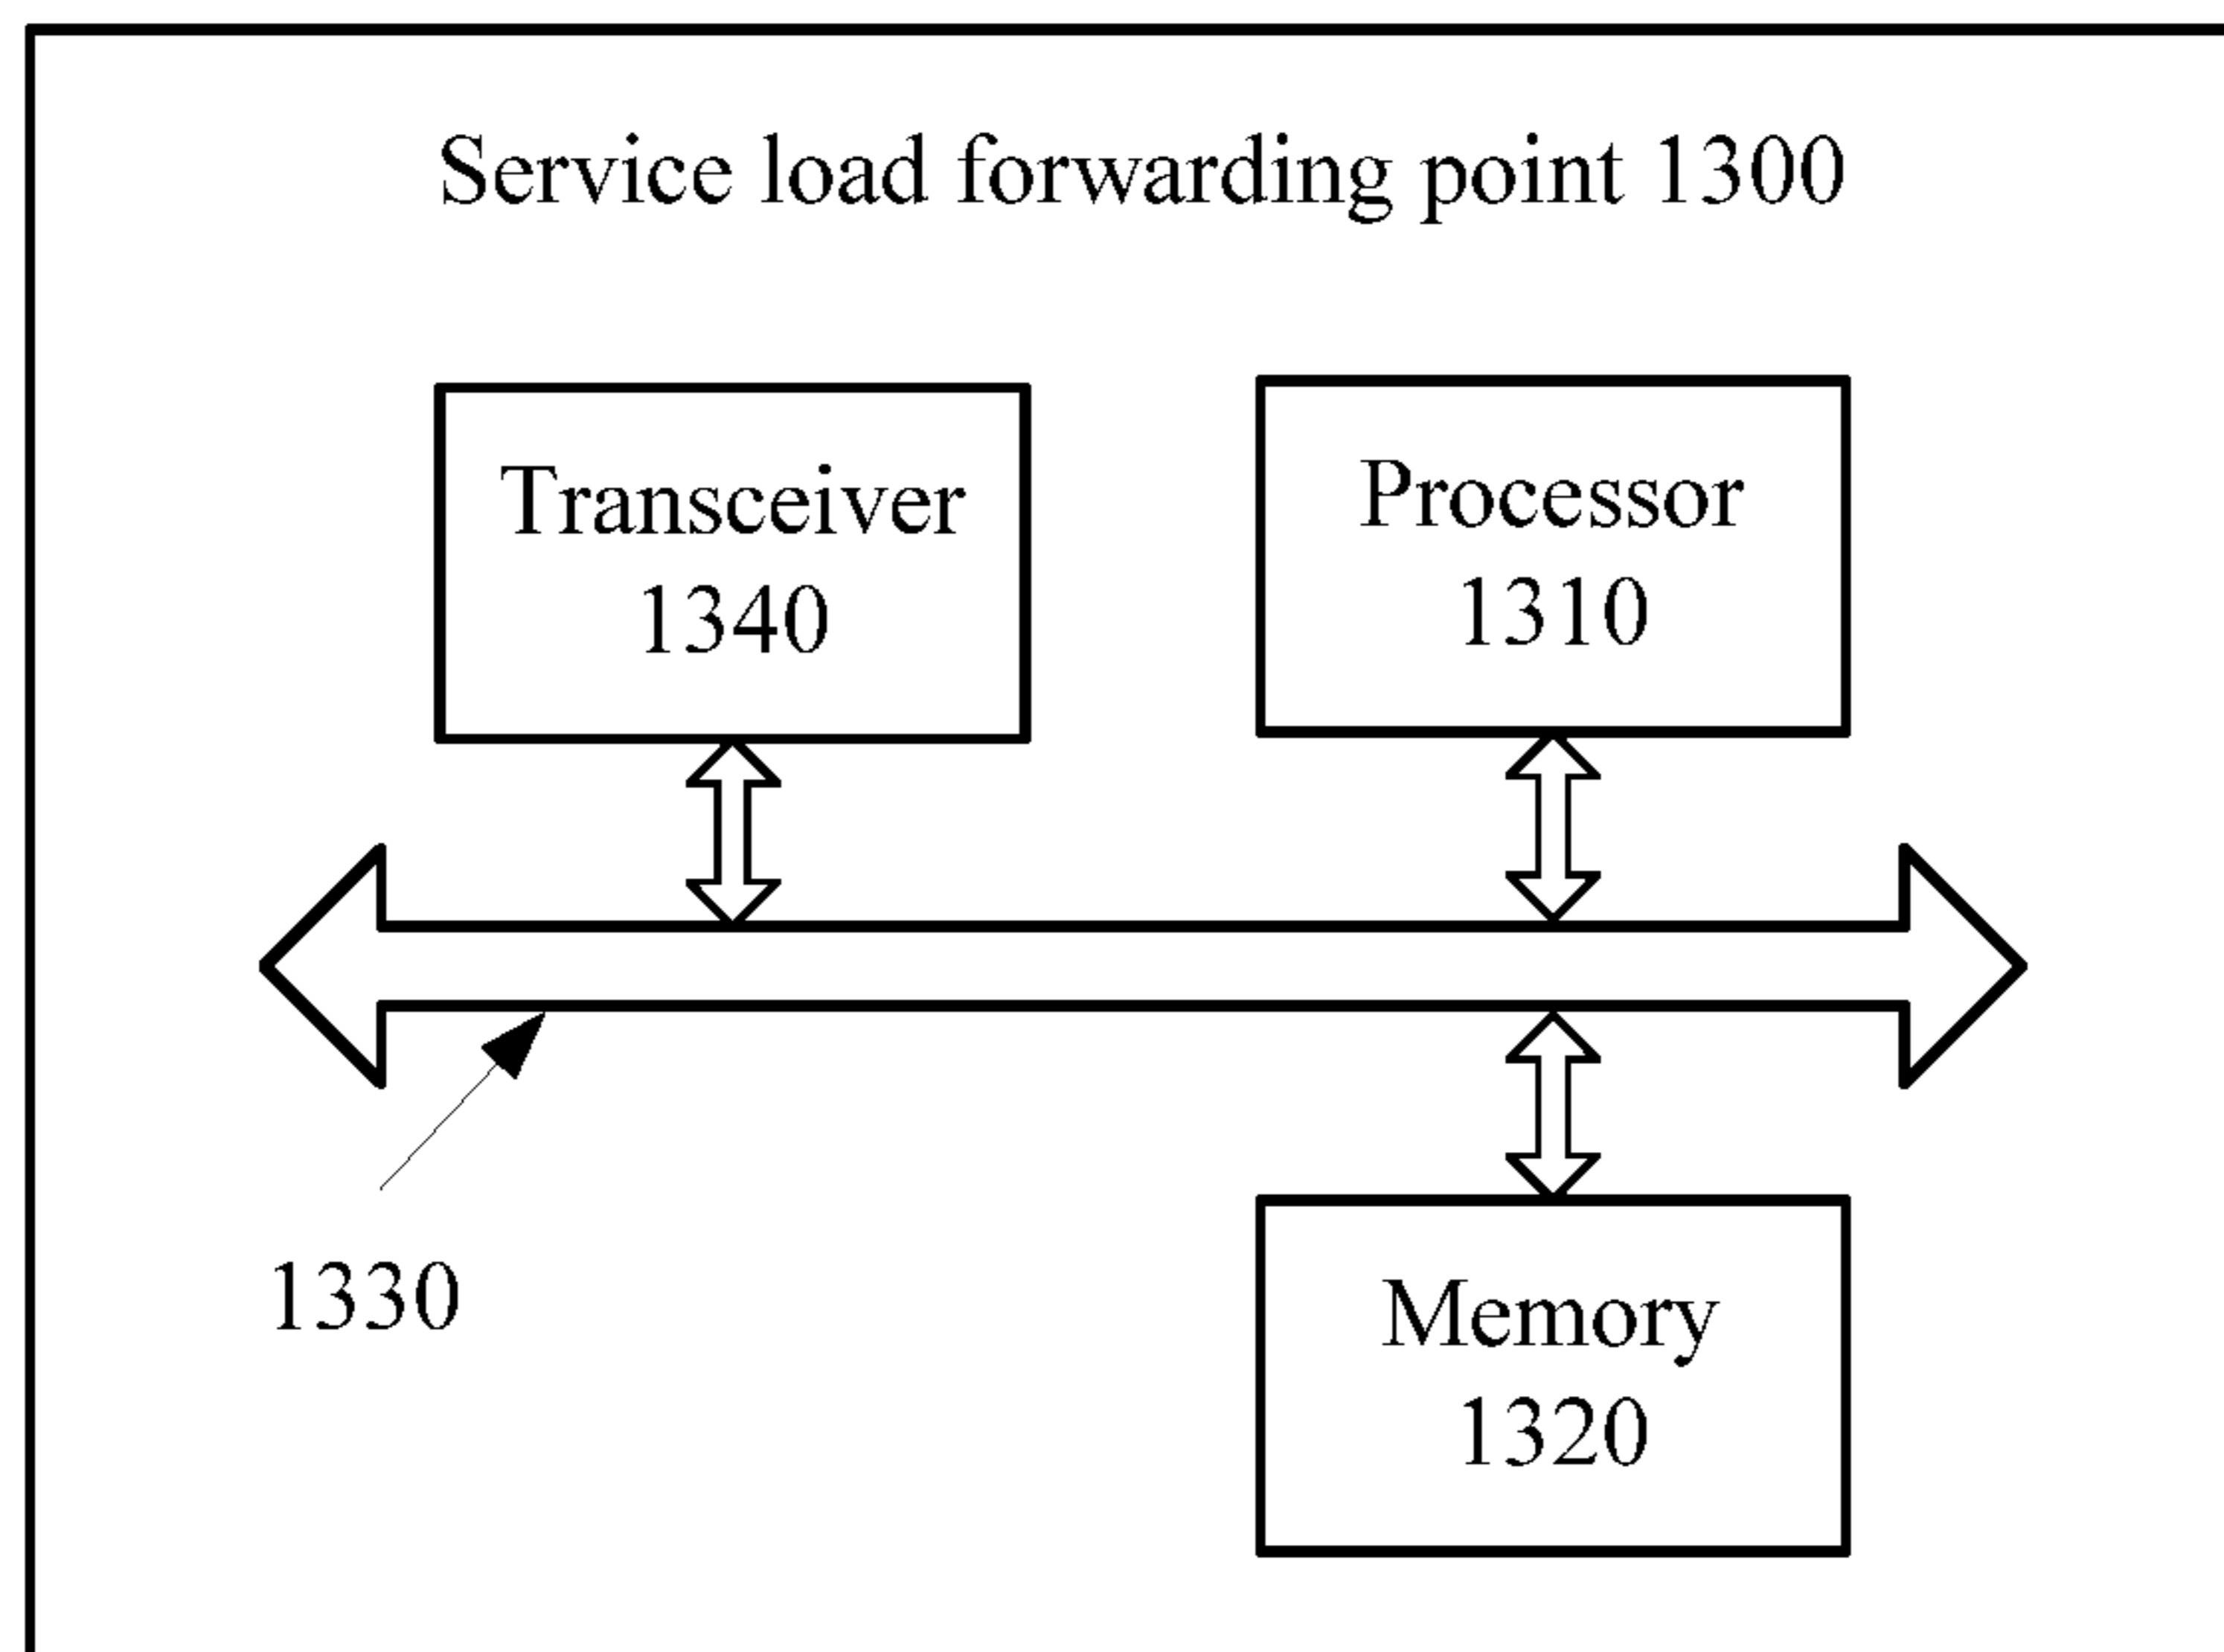 Service load forwarding point 1300
Transceiver
1340
Processor
1310
1330
Memory
1320